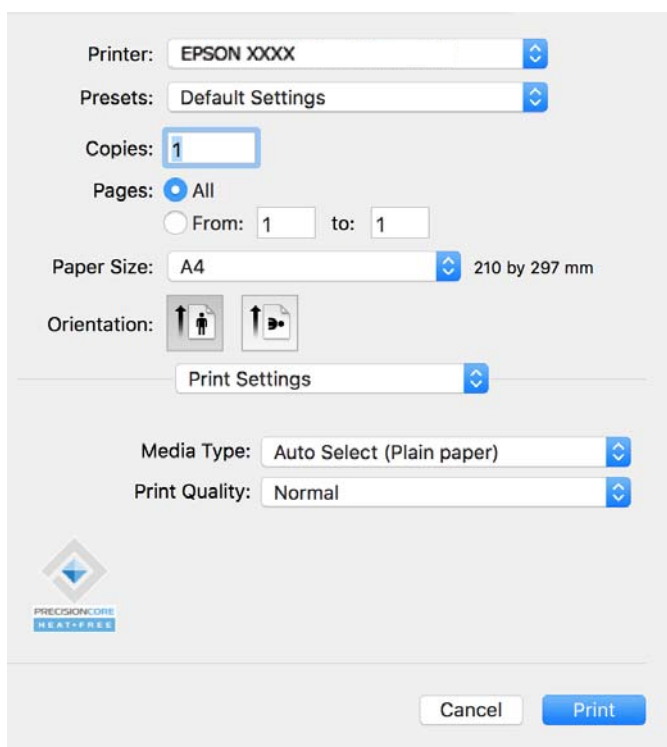 Printer: EPSON XXXX
Presets: Default Settings
Copies: 1
Pages: All
From: 1 to: 1
Paper Size: A4 210 by 297 mm
Orientation:
Print Settings
Media Type: Auto Select (Plain paper)
Print Quality: Normal
PRECISIONCORE
HEAT-FREE
Cancel Print